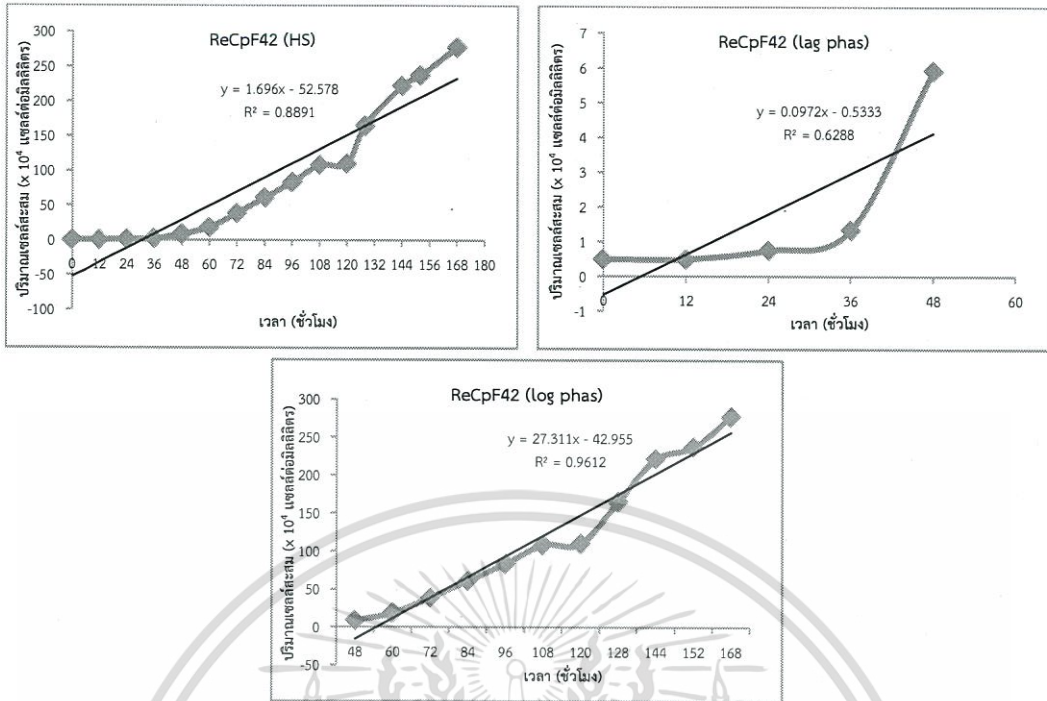 ReCpF42 (HS)
y = 1.696x - 52.578
R² = 0.8891
ปริมาณเซลล์สะสม (x 10⁴ เซลล์ต่อมิลลิลิตร)
300
250
200
150
100
50
0
-50
-100
0 12 24 36 48 60 72 84 96 108 120 132 144 156 168 180
เวลา (ชั่วโมง)
ReCpF42 (lag phas)
y = 0.0972x - 0.5333
R² = 0.6288
ปริมาณเซลล์สะสม (x 10⁴ เซลล์ต่อมิลลิลิตร)
7
6
5
4
3
2
1
0
-1
0 12 24 36 48 60
เวลา (ชั่วโมง)
ReCpF42 (log phas)
y = 27.311x - 42.955
R² = 0.9612
ปริมาณเซลล์สะสม (x 10⁴ เซลล์ต่อมิลลิลิตร)
300
250
200
150
100
50
0
-50
48 60 72 84 96 108 120 128 144 152 168
เวลา (ชั่วโมง)